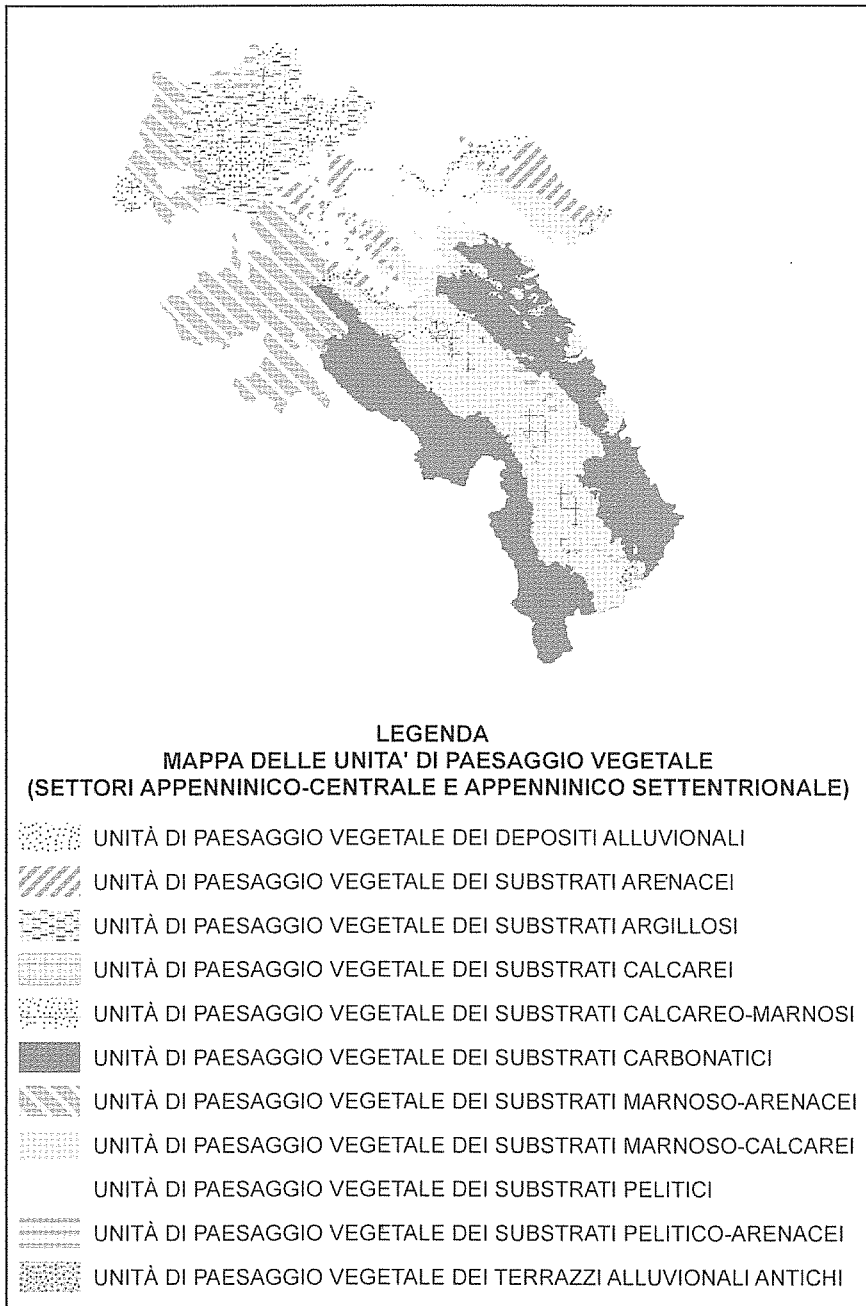 LEGENDA
MAPPA DELLE UNITA' DI PAESAGGIO VEGETALE
(SETTORI APPENNINICO-CENTRALE E APPENNINICO SETTENTRIONALE)
UNITÀ DI PAESAGGIO VEGETALE DEI DEPOSITI ALLUVIONALI
UNITÀ DI PAESAGGIO VEGETALE DEI SUBSTRATI ARENACEI
UNITÀ DI PAESAGGIO VEGETALE DEI SUBSTRATI ARGILLOSI
UNITÀ DI PAESAGGIO VEGETALE DEI SUBSTRATI CALCAREI
UNITÀ DI PAESAGGIO VEGETALE DEI SUBSTRATI CALCAREO-MARNOSI
UNITÀ DI PAESAGGIO VEGETALE DEI SUBSTRATI CARBONATICI
UNITÀ DI PAESAGGIO VEGETALE DEI SUBSTRATI MARNOSO-ARENACEI
UNITÀ DI PAESAGGIO VEGETALE DEI SUBSTRATI MARNOSO-CALCAREI
UNITÀ DI PAESAGGIO VEGETALE DEI SUBSTRATI PELITICI
UNITÀ DI PAESAGGIO VEGETALE DEI SUBSTRATI PELITICO-ARENACEI
UNITÀ DI PAESAGGIO VEGETALE DEI TERRAZZI ALLUVIONALI ANTICHI